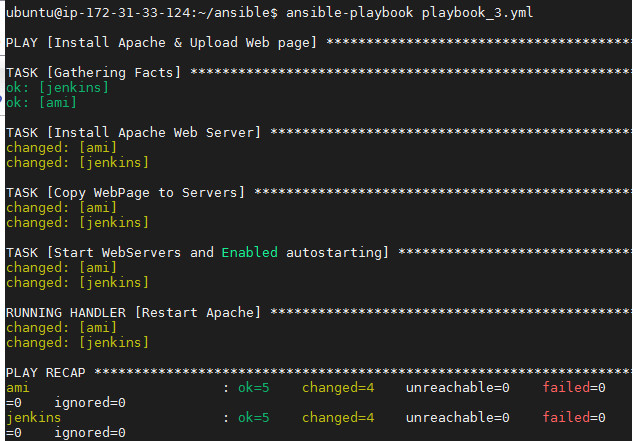 ubuntu@ip-172-31-33-124:~/ansible$ ansible-playbook playbook_3.yml
PLAY [Install Apache & Upload Web page] **************************************
TASK [Gathering Facts] *******************************************************
ok: [jenkins]
ok: [ami]
TASK [Install Apache Web Server] *********************************************
changed: [ami]
changed: [jenkins]
TASK [Copy WebPage to Servers] ***********************************************
changed: [ami]
changed: [jenkins]
TASK [Start WebServers and Enabled autostarting] *****************************
changed: [ami]
changed: [jenkins]
RUNNING HANDLER [Restart Apache] *********************************************
changed: [ami]
changed: [jenkins]
PLAY RECAP *******************************************************************
ami                        : ok=5    changed=4    unreachable=0    failed=0
=0    ignored=0
jenkins                    : ok=5    changed=4    unreachable=0    failed=0
=0    ignored=0